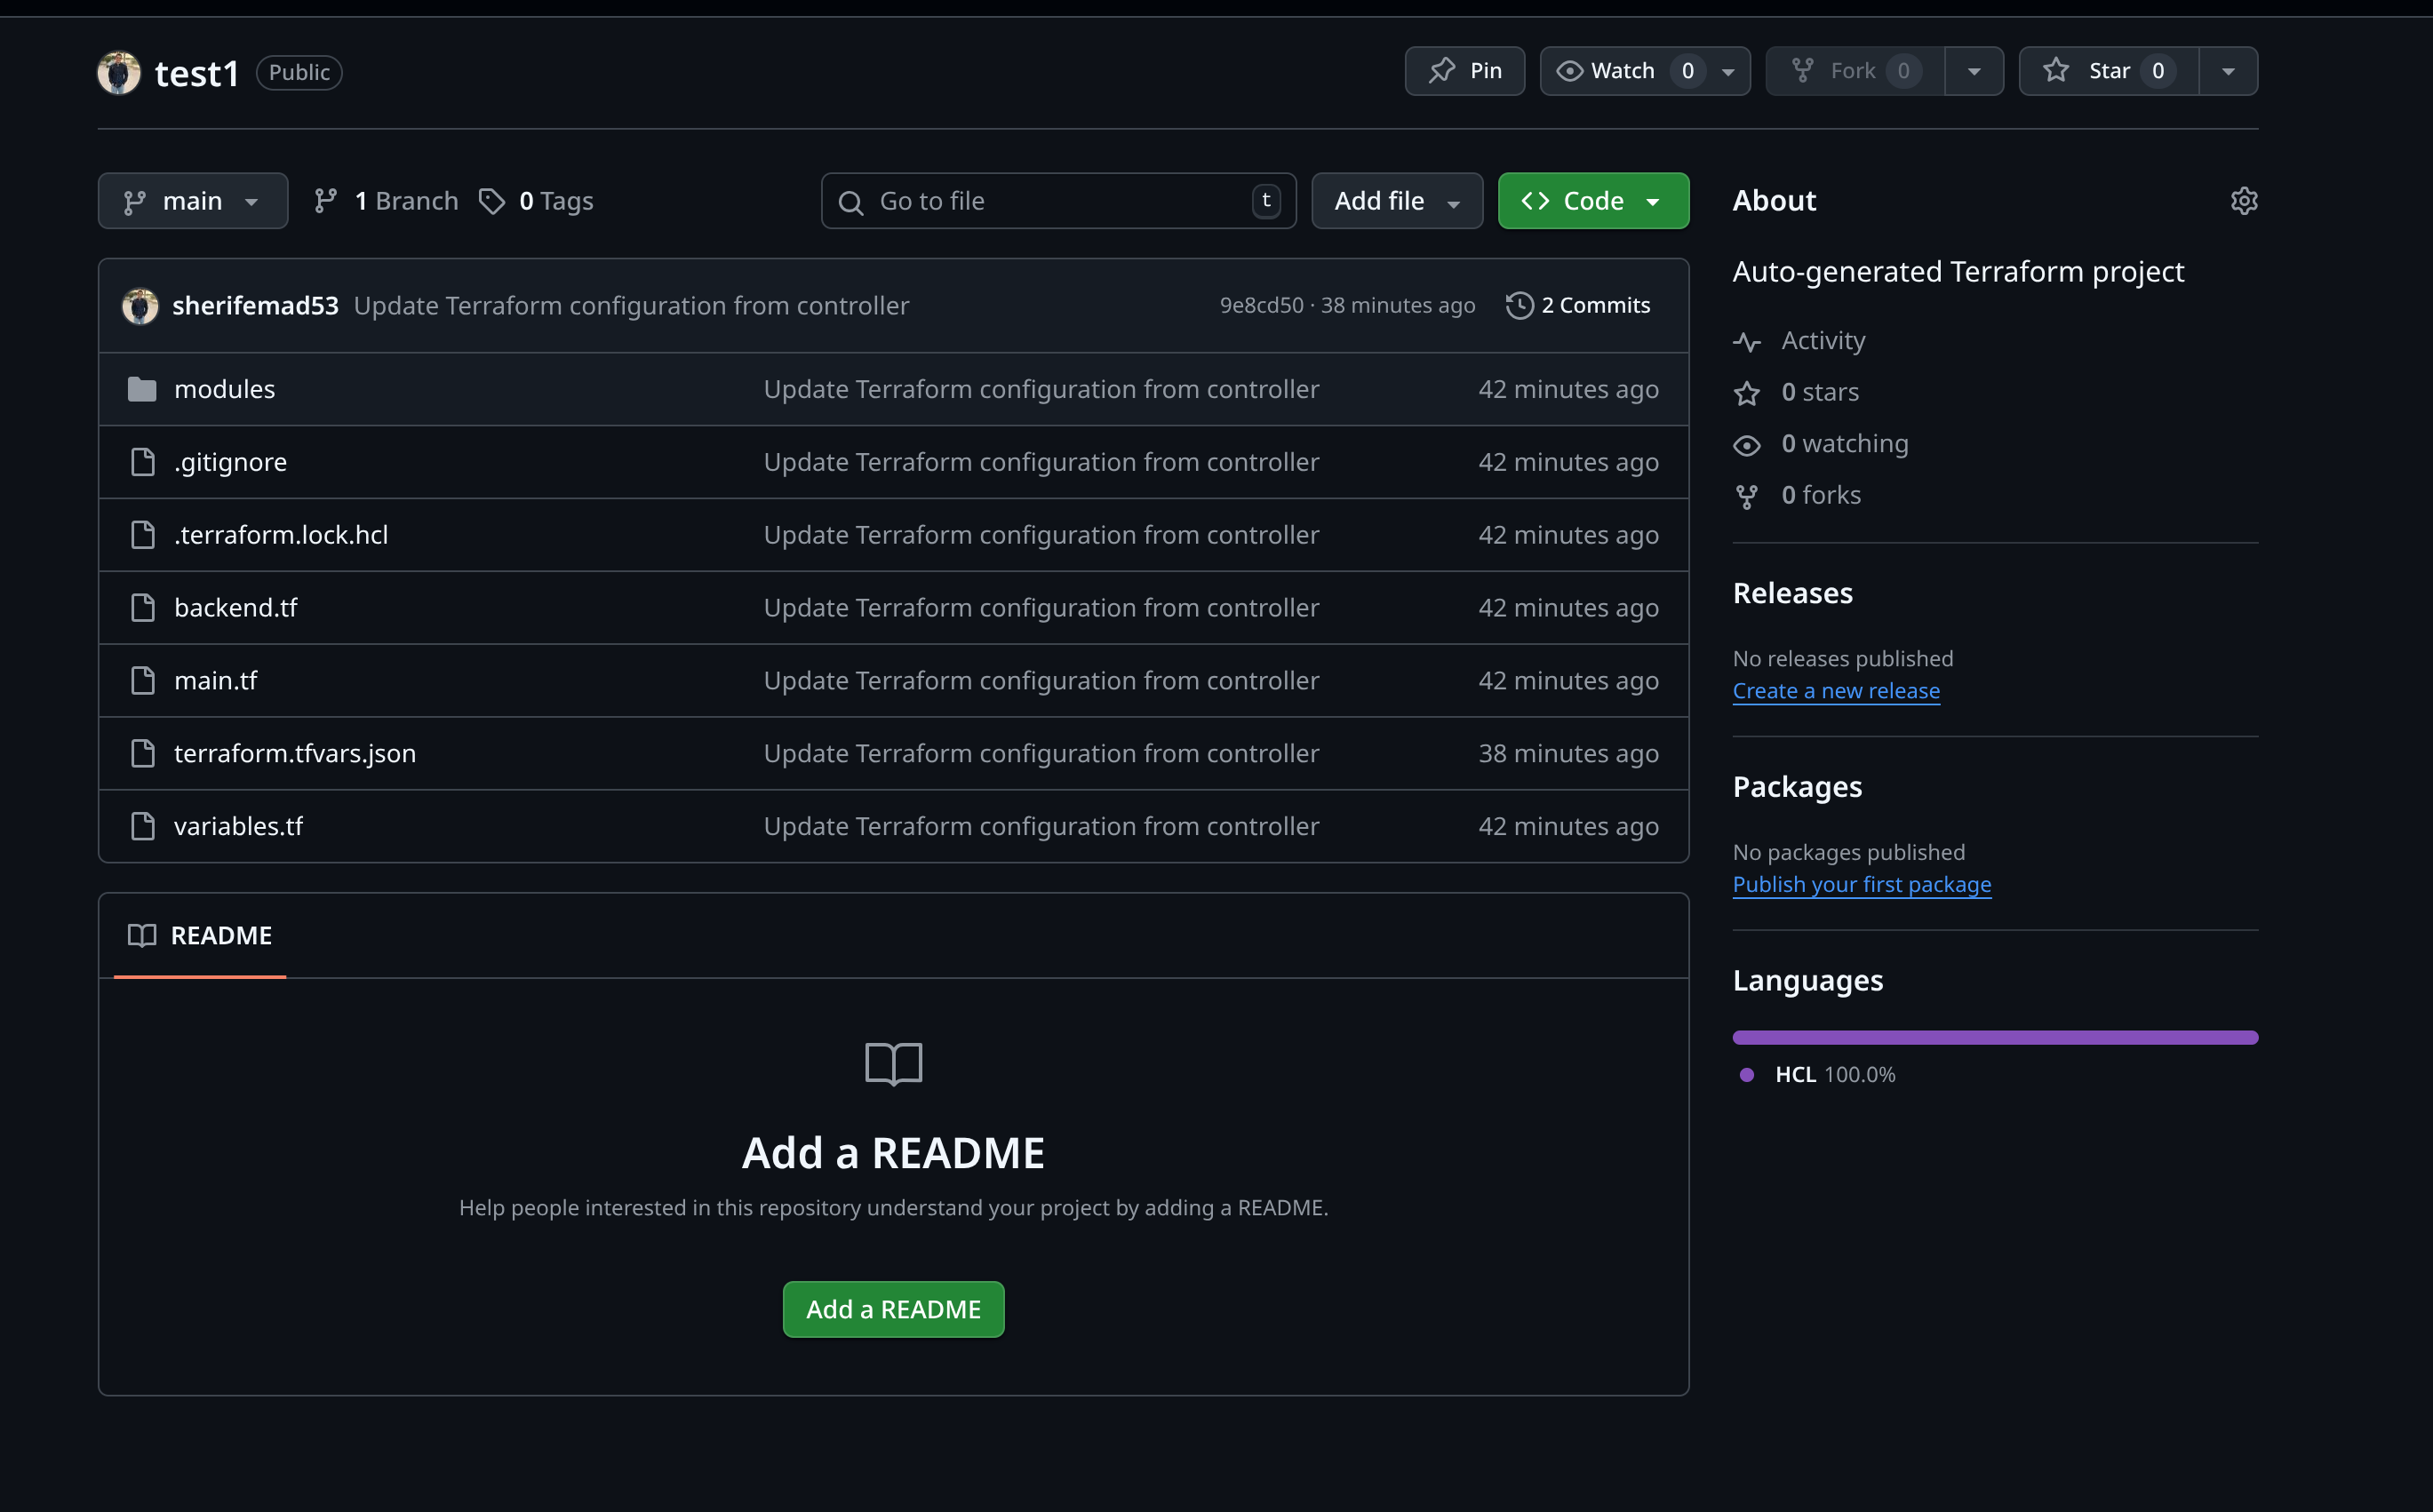 test1 Public Pin Watch 0 Fork 0 Star 0
main 1 Branch 0 Tags Go to file t Add file Code
sherifemad53 Update Terraform configuration from controller 9e8cd50 · 38 minutes ago 2 Commits
modules Update Terraform configuration from controller 42 minutes ago
.gitignore Update Terraform configuration from controller 42 minutes ago
.terraform.lock.hcl Update Terraform configuration from controller 42 minutes ago
backend.tf Update Terraform configuration from controller 42 minutes ago
main.tf Update Terraform configuration from controller 42 minutes ago
terraform.tfvars.json Update Terraform configuration from controller 38 minutes ago
variables.tf Update Terraform configuration from controller 42 minutes ago
README
Add a README
Help people interested in this repository understand your project by adding a README.
Add a README
About
Auto-generated Terraform project
Activity
0 stars
0 watching
0 forks
Releases
No releases published
Create a new release
Packages
No packages published
Publish your first package
Languages
HCL 100.0%